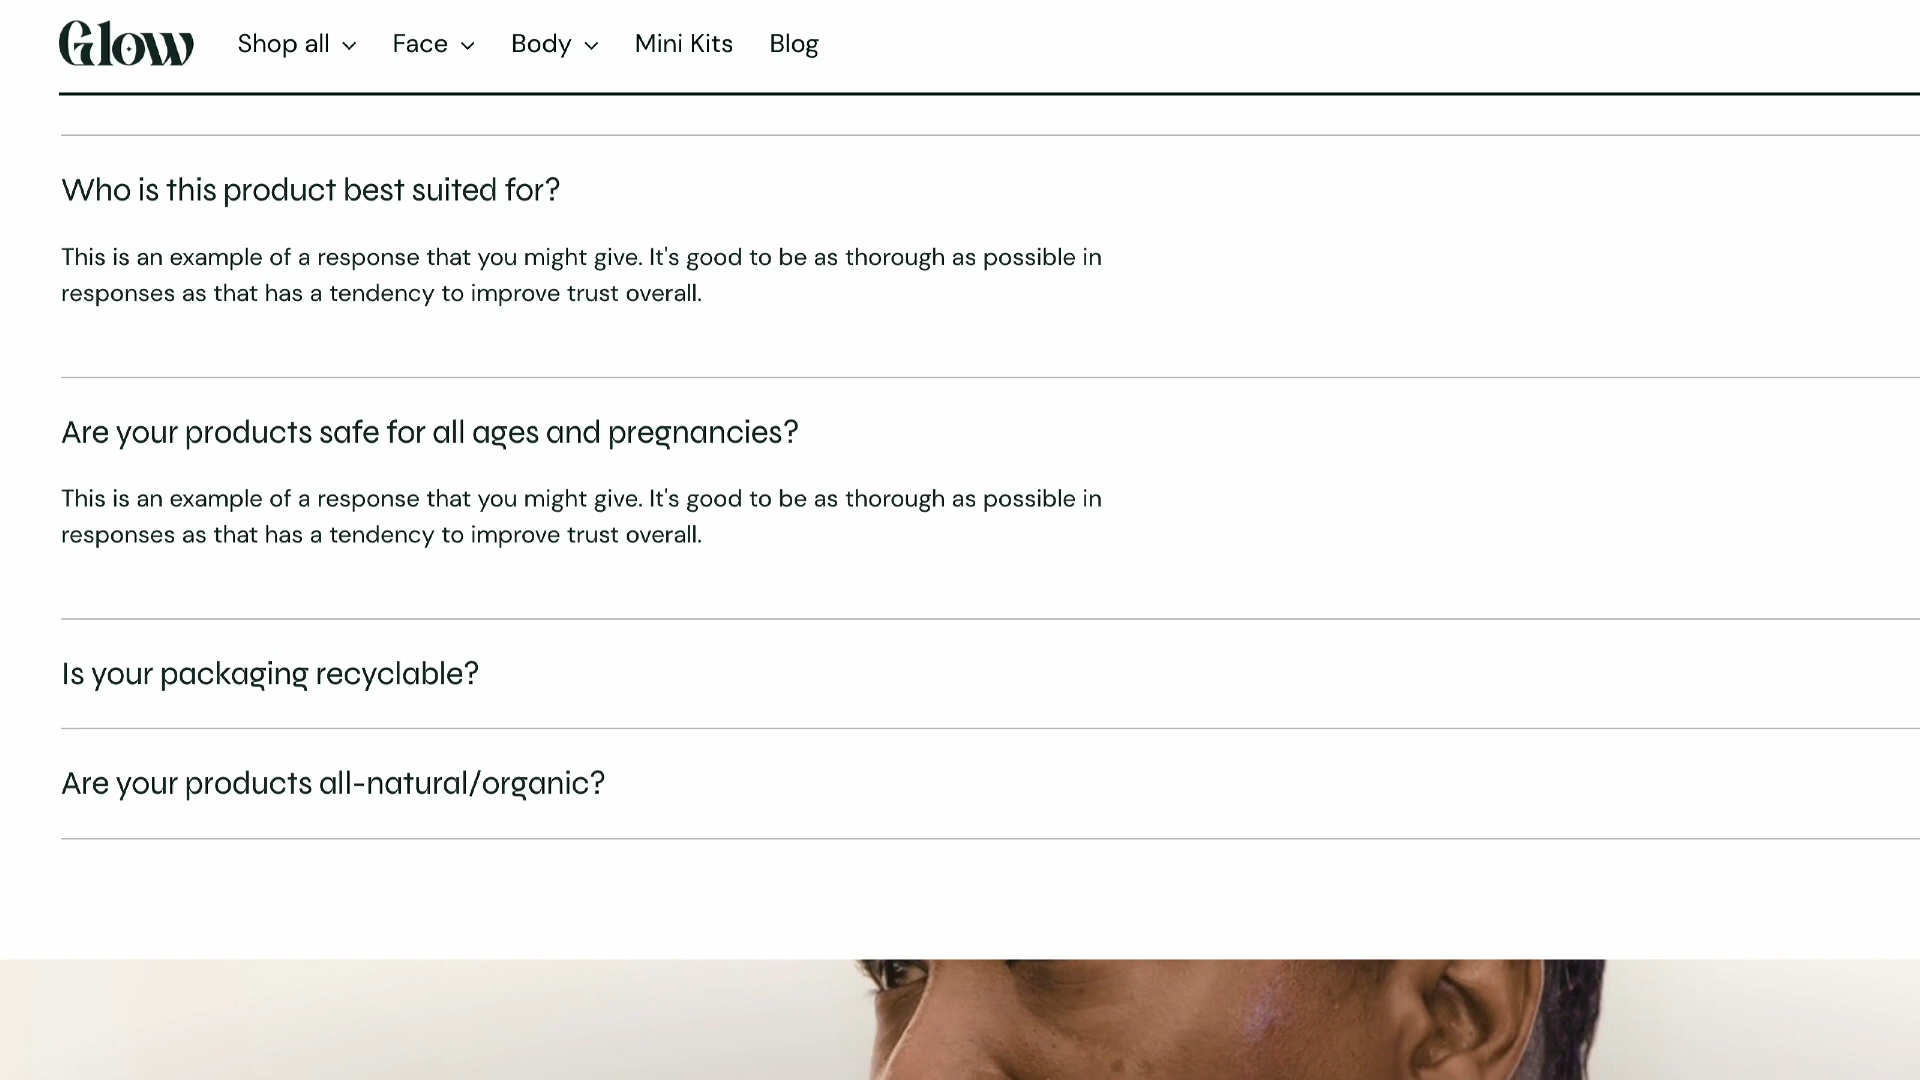 Glow Shop all Face Body Mini Kits Blog
Who is this product best suited for?
This is an example of a response that you might give. It's good to be as thorough as possible in
responses as that has a tendency to improve trust overall.
Are your products safe for all ages and pregnancies?
This is an example of a response that you might give. It's good to be as thorough as possible in
responses as that has a tendency to improve trust overall.
Is your packaging recyclable?
Are your products all-natural/organic?